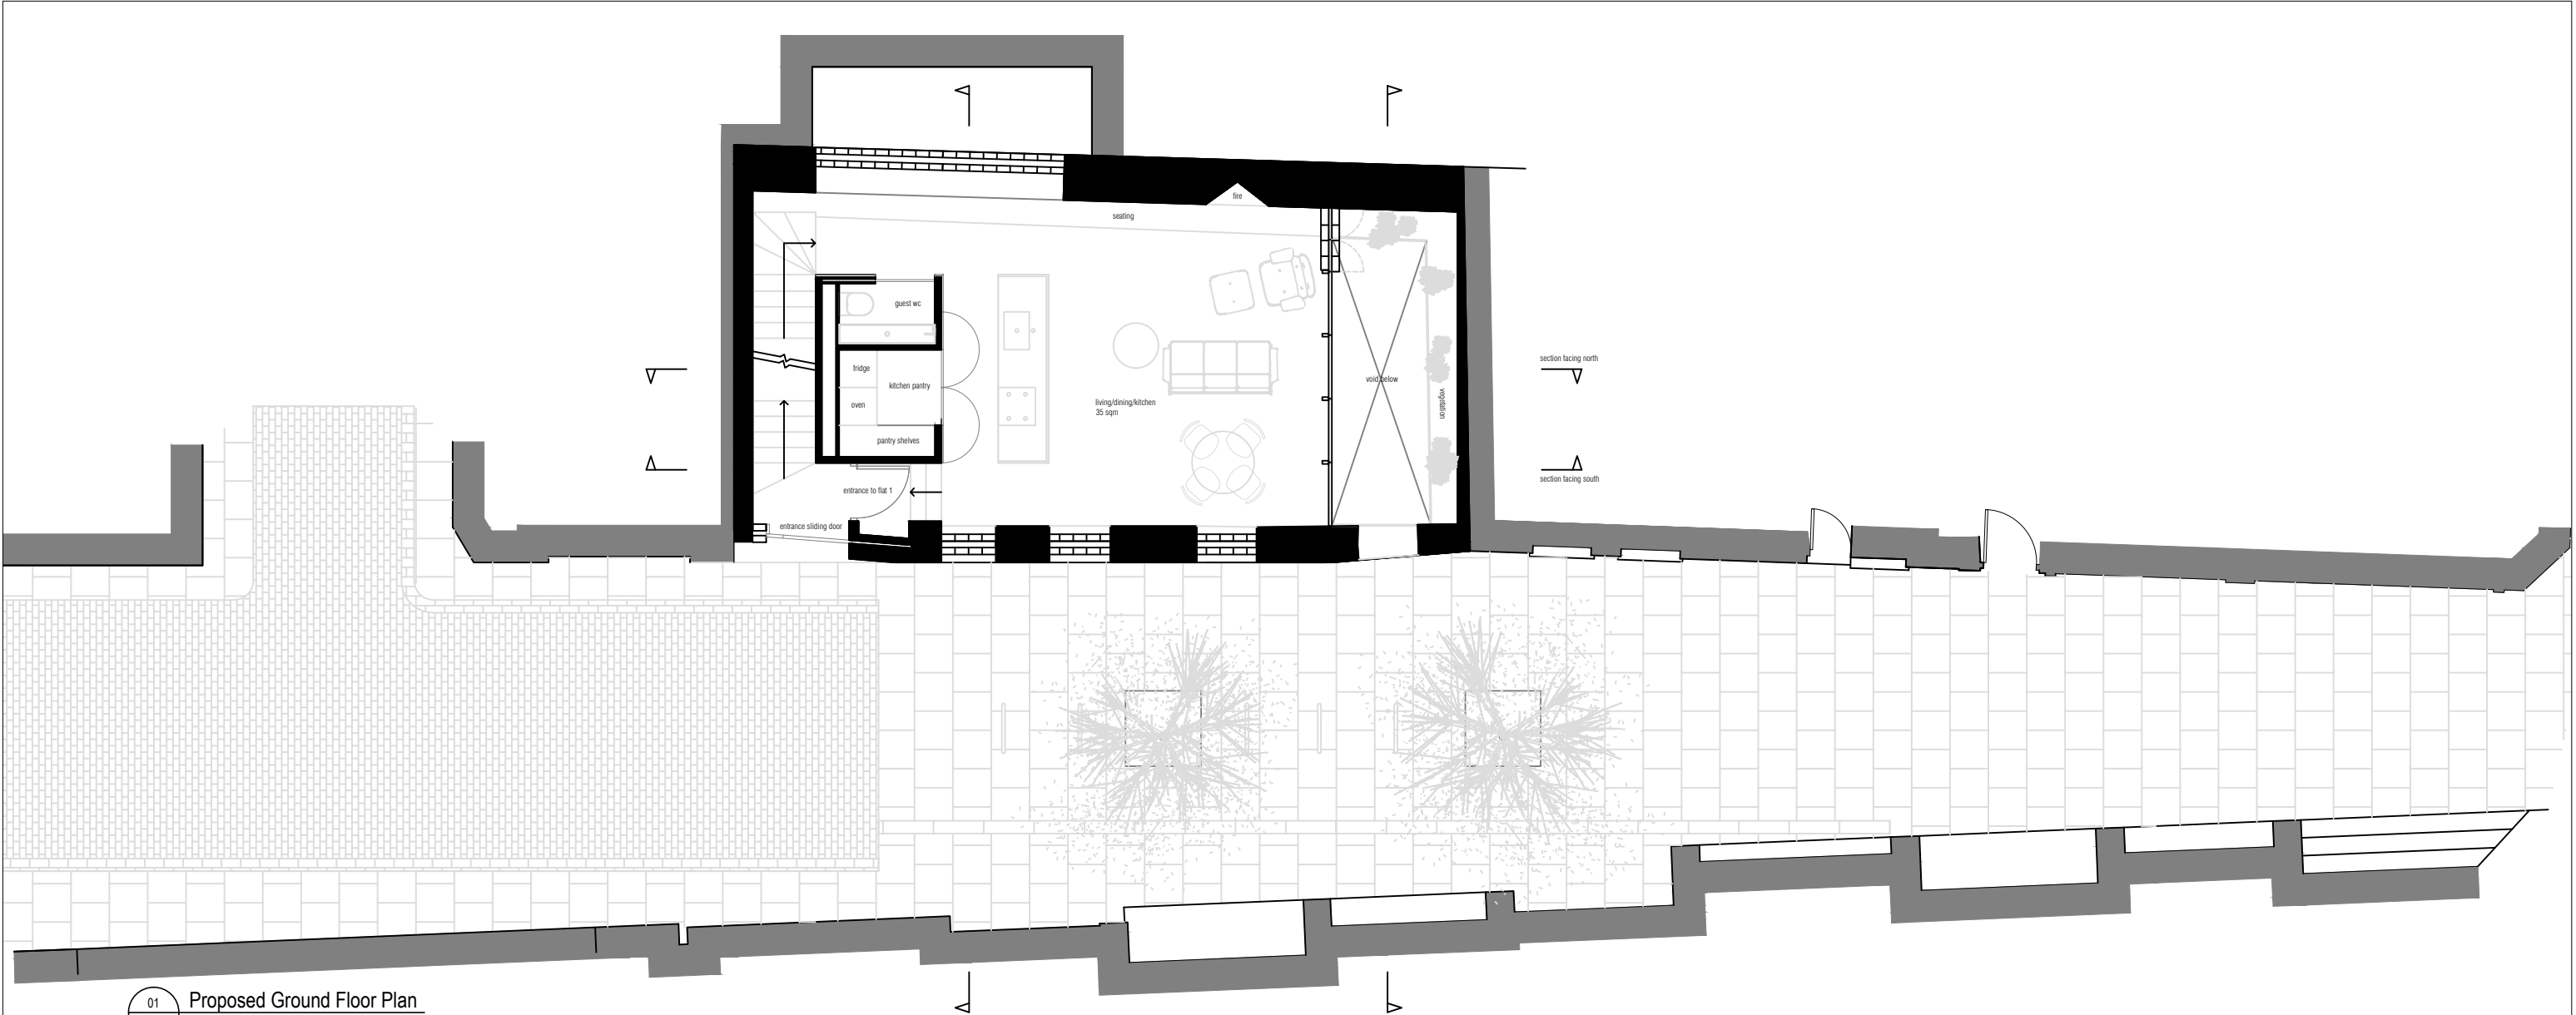 fire
seating
guest wc
fridge
kitchen pantry
oven
pantry shelves
living/dining/kitchen
35 sqm
void below
vegetation
section facing north
section facing south
entrance to flat 1
entrance sliding door
01
Proposed Ground Floor Plan